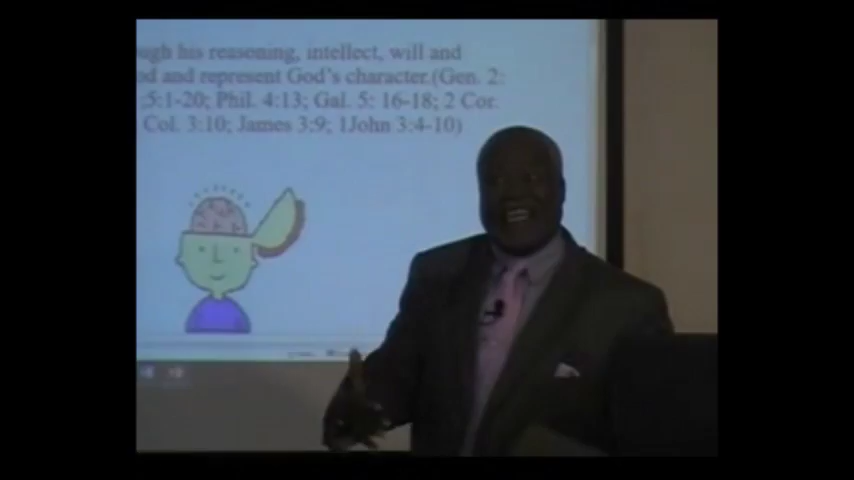 ugh his reasoning, intellect, will and
d and represent God's character.(Gen. 2:
;5:1-20; Phil. 4:13; Gal. 5: 16-18; 2 Cor.
Col. 3:10; James 3:9; 1John 3:4-10)